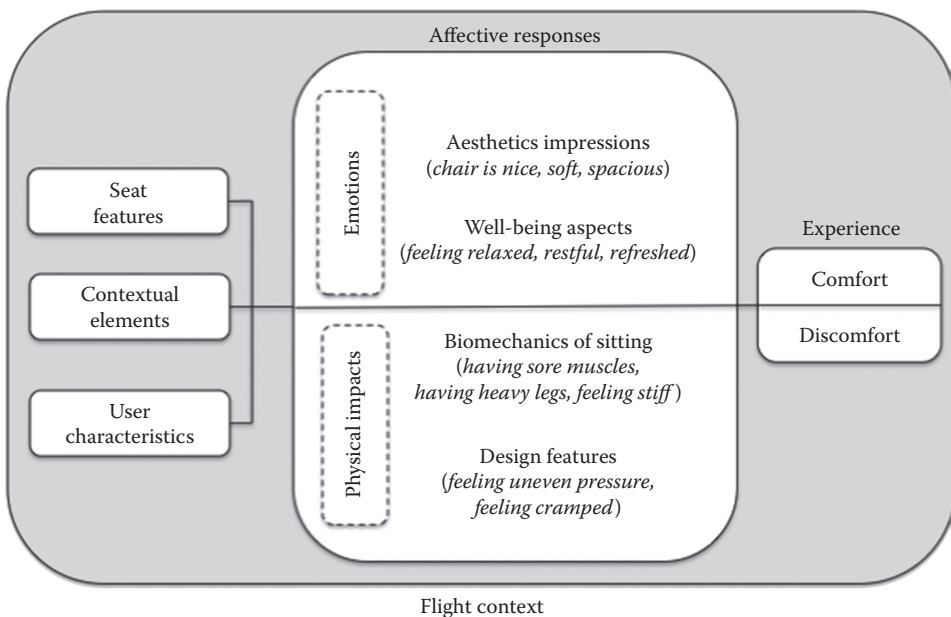 Affective responses
Seat
features
Contextual
elements
User
characteristics
Emotions
Aesthetics impressions
(chair is nice, soft, spacious)
Well-being aspects
(feeling relaxed, restful, refreshed)
Physical impacts
Biomechanics of sitting
(having sore muscles,
having heavy legs, feeling stiff)
Design features
(feeling uneven pressure,
feeling cramped)
Experience
Comfort
Discomfort
Flight context